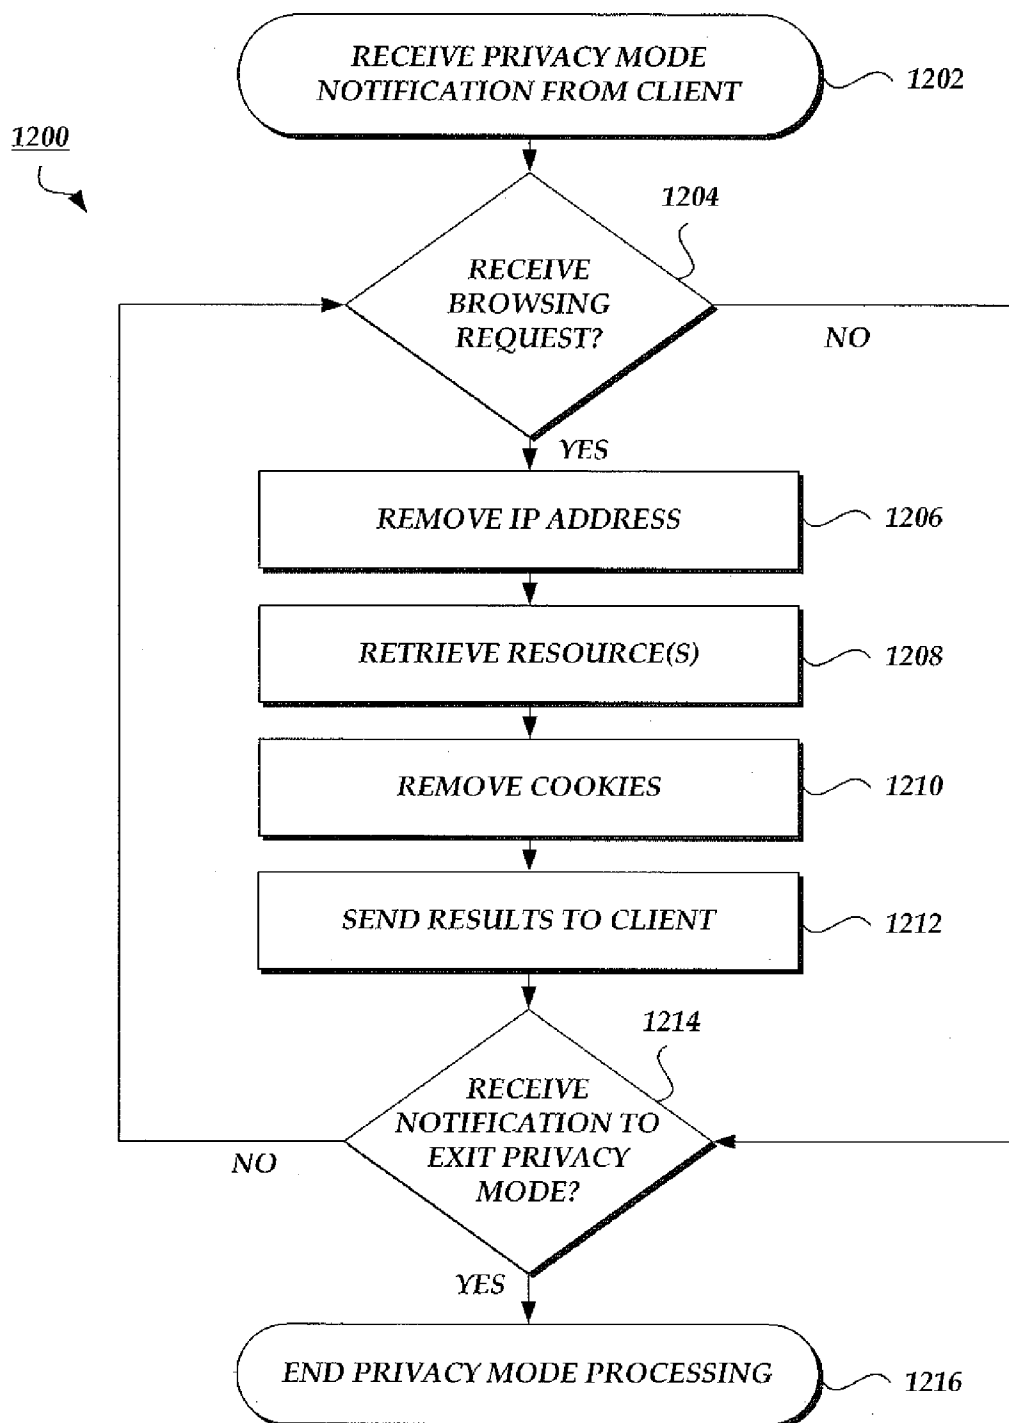 RECEIVE PRIVACY MODE
NOTIFICATION FROM CLIENT
1202
1200
1204
RECEIVE
BROWSING
REQUEST?
NO
YES
REMOVE IP ADDRESS
1206
RETRIEVE RESOURCE(S)
1208
REMOVE COOKIES
1210
SEND RESULTS TO CLIENT
1212
1214
RECEIVE
NOTIFICATION TO
EXIT PRIVACY
MODE?
NO
YES
END PRIVACY MODE PROCESSING
1216